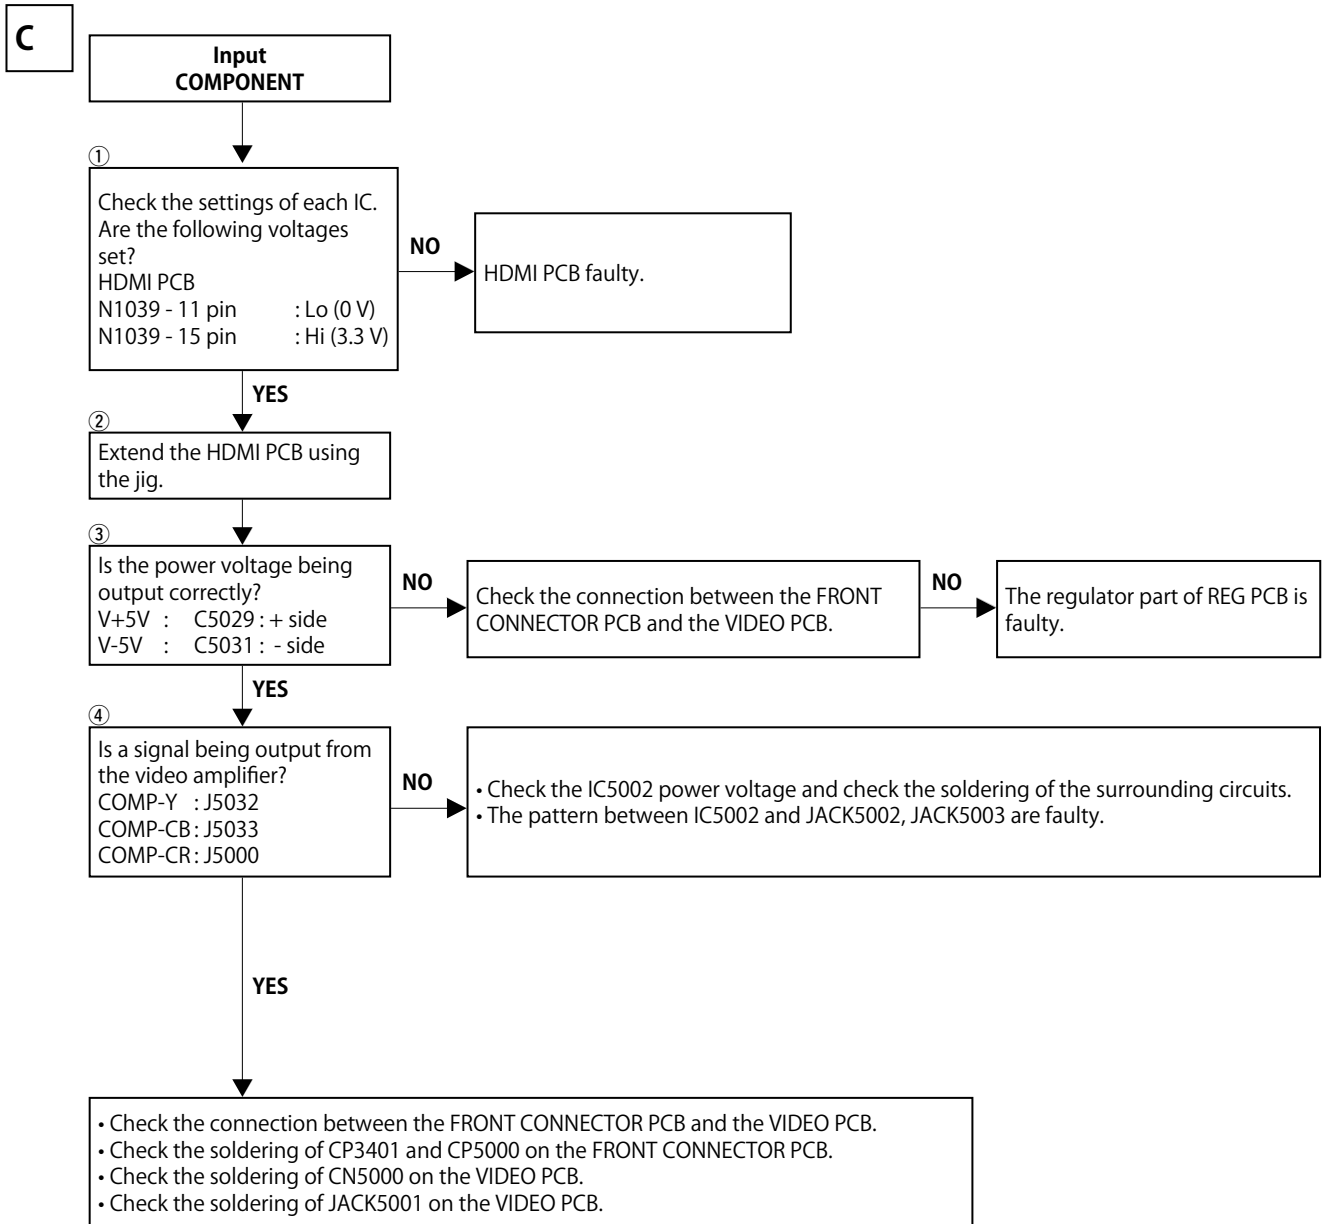 C
Input
COMPONENT
①
Check the settings of each IC.
Are the following voltages
set?
HDMI PCB
N1039 - 11 pin : Lo (0 V)
N1039 - 15 pin : Hi (3.3 V)
NO
HDMI PCB faulty.
YES
②
Extend the HDMI PCB using
the jig.
③
Is the power voltage being
output correctly?
V+5V : C5029 : + side
V-5V : C5031 : - side
NO
Check the connection between the FRONT
CONNECTOR PCB and the VIDEO PCB.
NO
The regulator part of REG PCB is
faulty.
YES
④
Is a signal being output from
the video amplifier?
COMP-Y : J5032
COMP-CB : J5033
COMP-CR : J5000
NO
• Check the IC5002 power voltage and check the soldering of the surrounding circuits.
• The pattern between IC5002 and JACK5002, JACK5003 are faulty.
YES
• Check the connection between the FRONT CONNECTOR PCB and the VIDEO PCB.
• Check the soldering of CP3401 and CP5000 on the FRONT CONNECTOR PCB.
• Check the soldering of CN5000 on the VIDEO PCB.
• Check the soldering of JACK5001 on the VIDEO PCB.